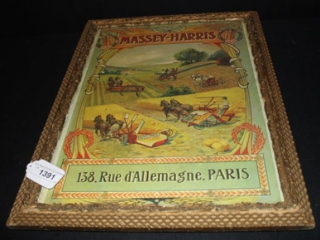 MASSEY-HARRIS
1391
138, Rue d'Allemagne, PARIS